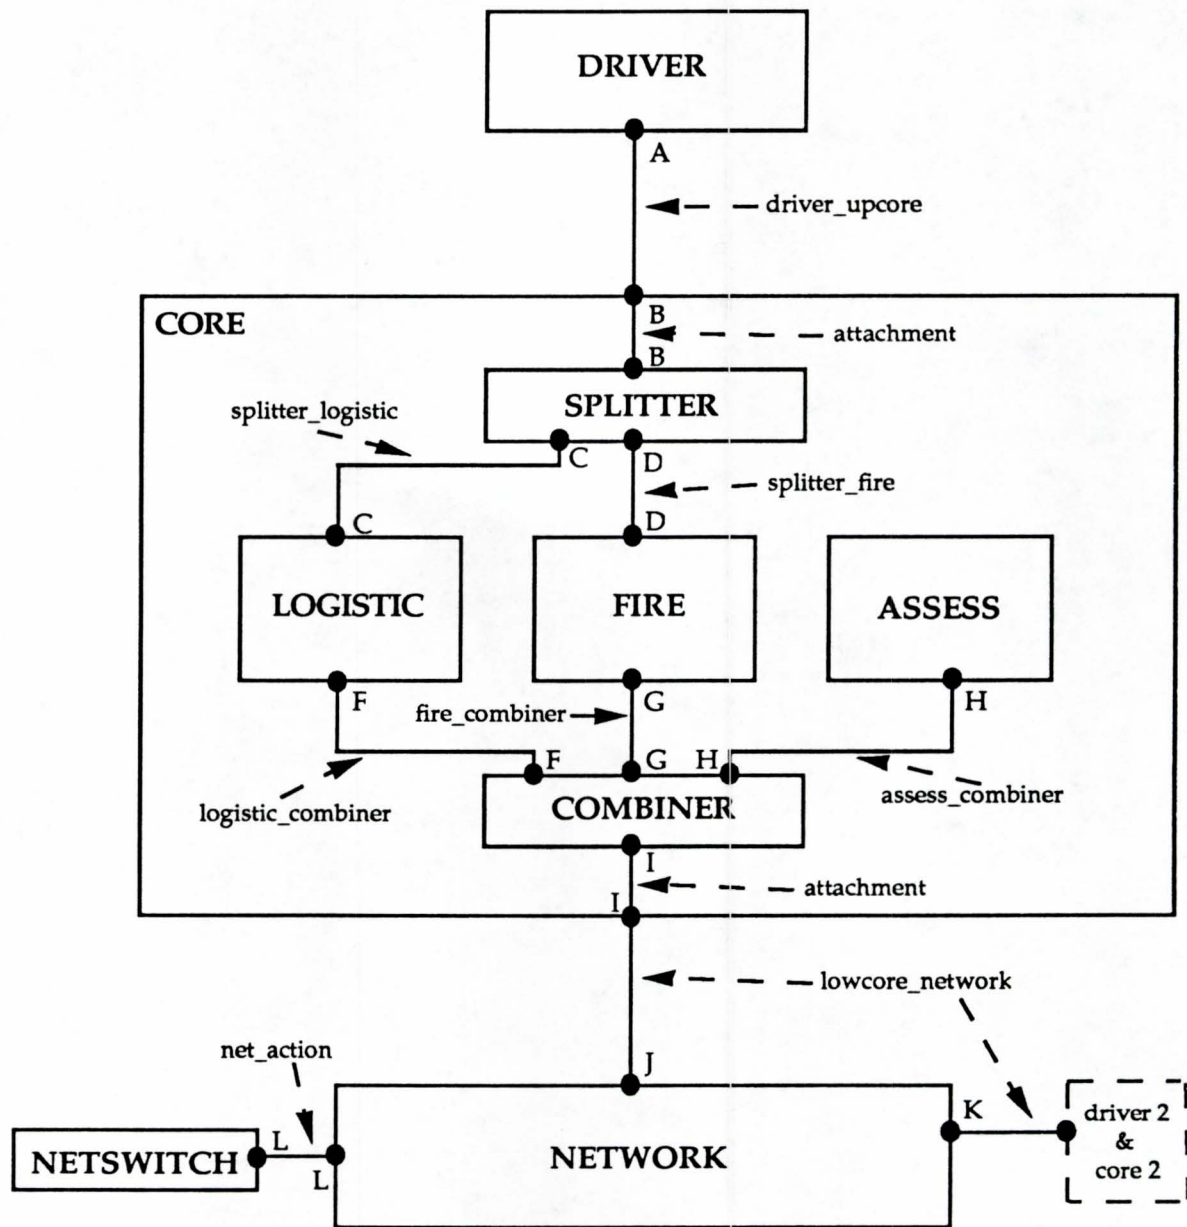 DRIVER
A
driver_upcore
CORE
B
attachment
B
SPLITTER
splitter_logistic
C
D
splitter_fire
C
D
LOGISTIC
FIRE
ASSESS
F
G
H
fire_combiner
F
G
H
COMBINER
logistic_combiner
assess_combiner
I
attachment
I
lowcore_network
net_action
J
K
driver 2
&
core 2
L
NETSWITCH
L
NETWORK